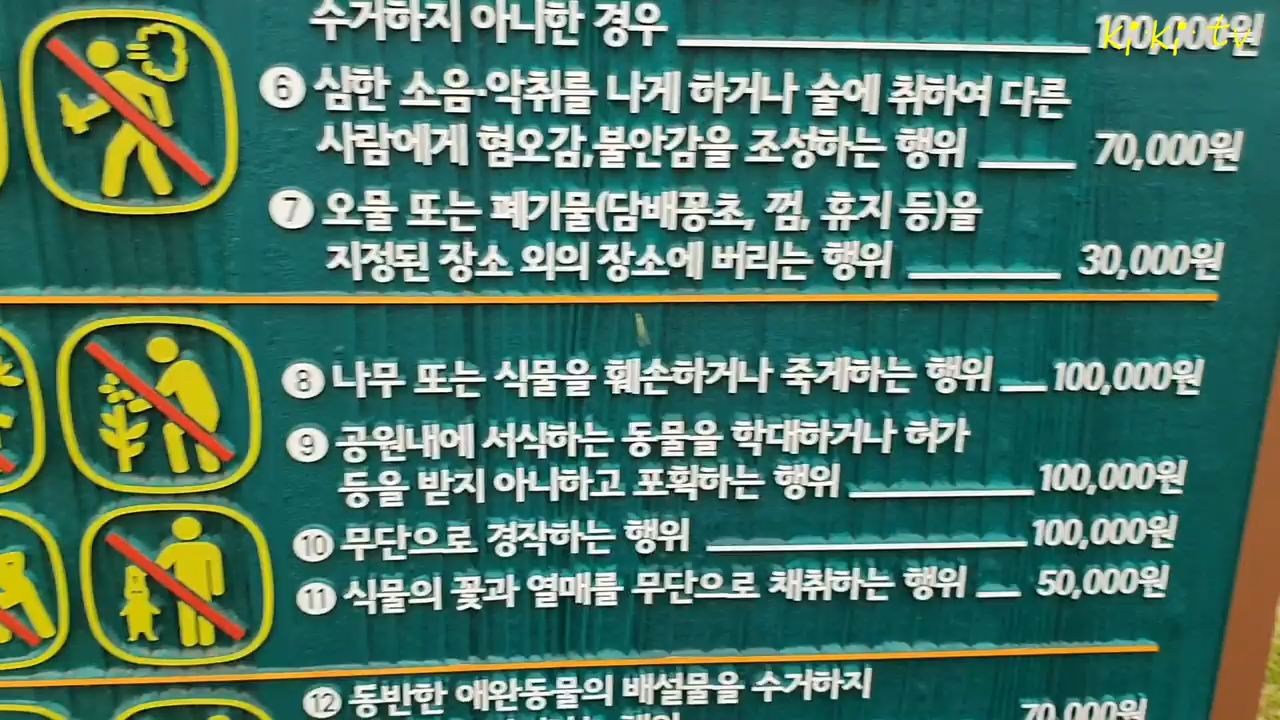 수거하지 아니한 경우 100,000원
ki ki tv
⑥ 심한 소음·악취를 나게 하거나 술에 취하여 다른
사람에게 혐오감,불안감을 조성하는 행위 70,000원
⑦ 오물 또는 폐기물(담배꽁초, 껌, 휴지 등)을
지정된 장소 외의 장소에 버리는 행위 30,000원
⑧ 나무 또는 식물을 훼손하거나 죽게하는 행위 100,000원
⑨ 공원내에 서식하는 동물을 학대하거나 허가
등을 받지 아니하고 포획하는 행위 100,000원
⑩ 무단으로 경작하는 행위 100,000원
⑪ 식물의 꽃과 열매를 무단으로 채취하는 행위 50,000원
⑫ 동반한 애완동물의 배설물을 수거하지
행위 70,000원